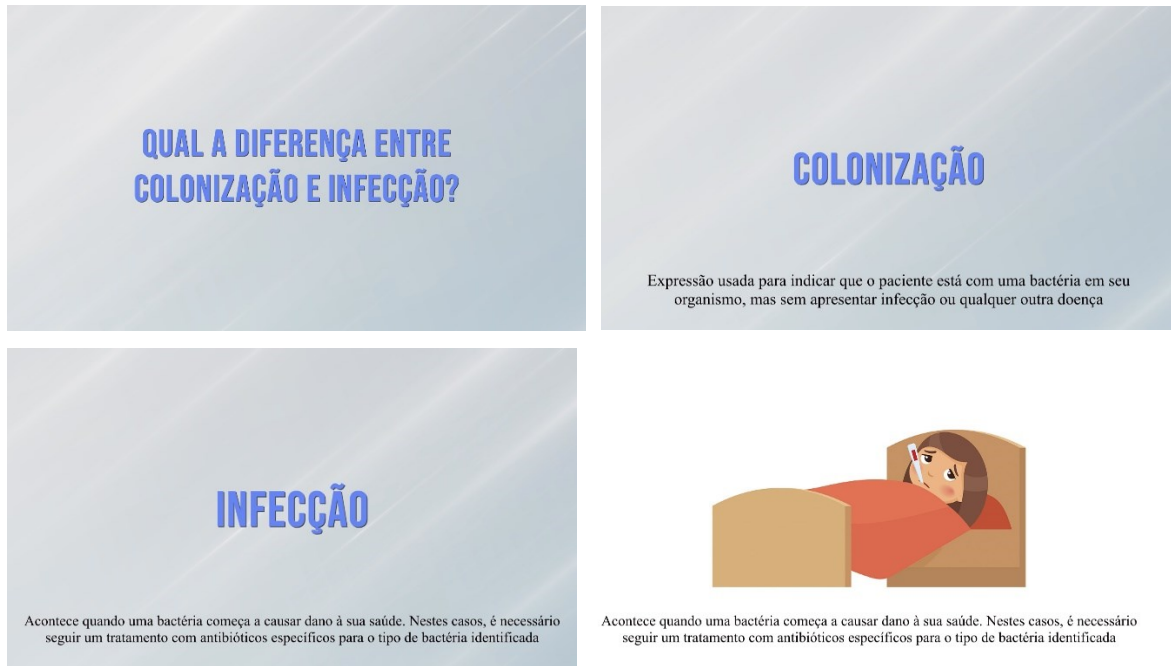 QUAL A DIFERENÇA ENTRE
COLONIZAÇÃO E INFECÇÃO?
COLONIZAÇÃO
Expressão usada para indicar que o paciente está com uma bactéria em seu
organismo, mas sem apresentar infecção ou qualquer outra doença
INFECÇÃO
Acontece quando uma bactéria começa a causar dano à sua saúde. Nestes casos, é necessário
seguir um tratamento com antibióticos específicos para o tipo de bactéria identificada
Acontece quando uma bactéria começa a causar dano à sua saúde. Nestes casos, é necessário
seguir um tratamento com antibióticos específicos para o tipo de bactéria identificada